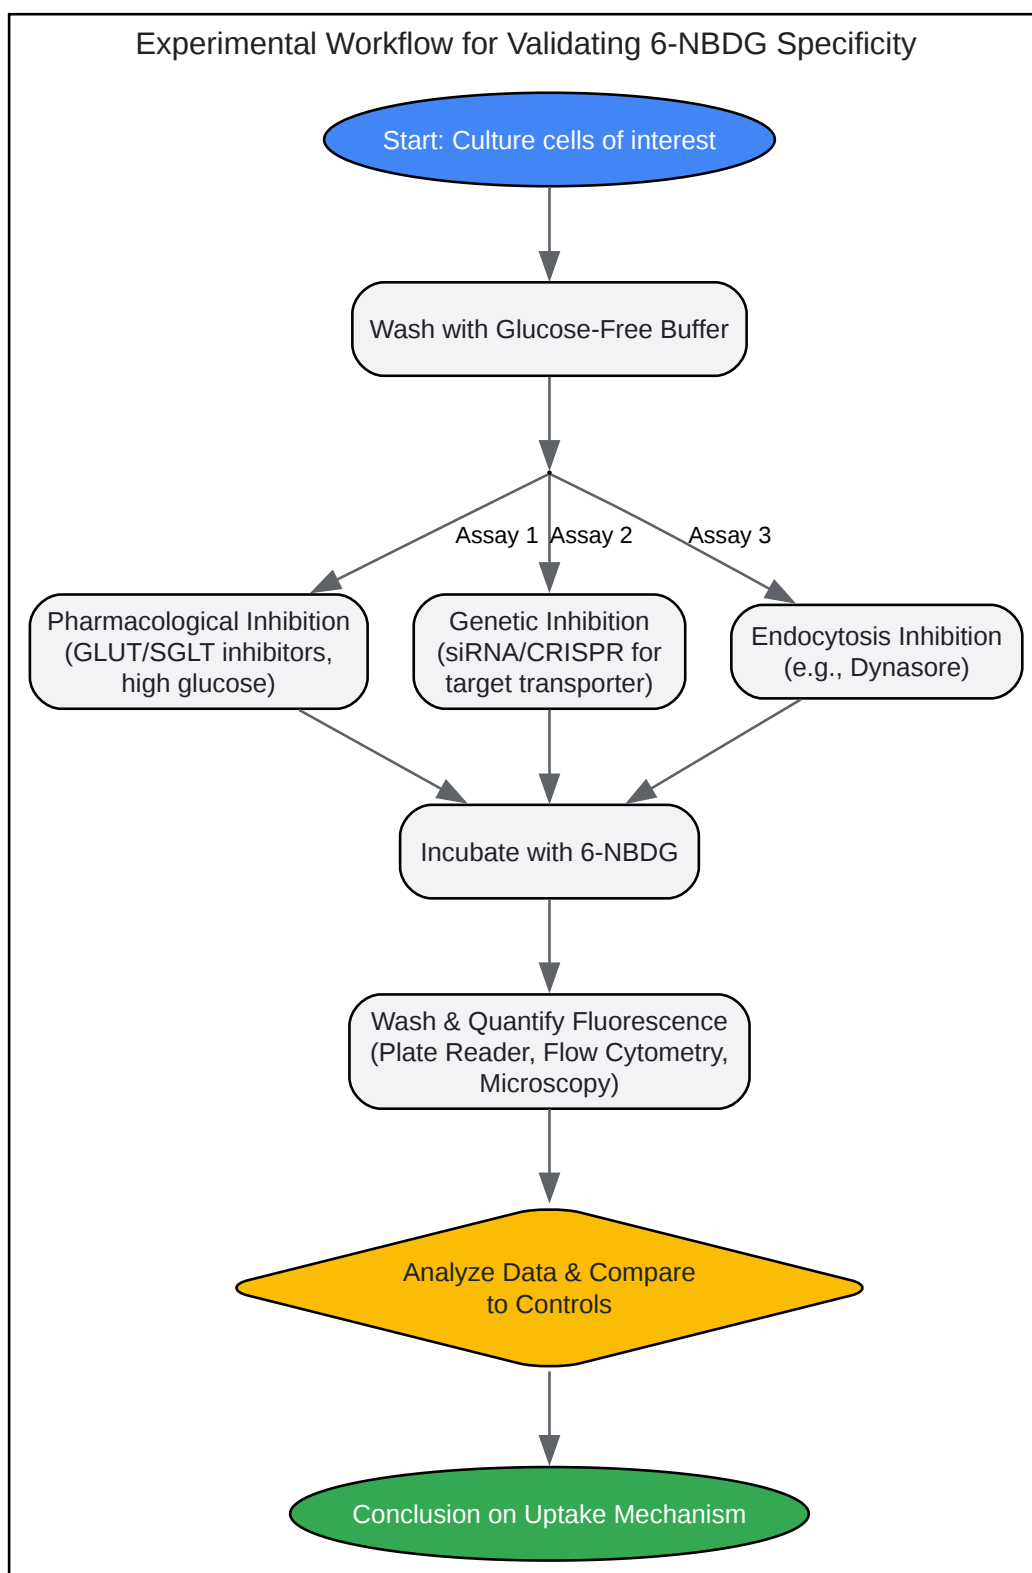 Experimental Workflow for Validating 6-NBDG Specificity
Start: Culture cells of interest
Wash with Glucose-Free Buffer
Assay 1
Assay 2
Assay 3
Pharmacological Inhibition
(GLUT/SGLT inhibitors,
high glucose)
Genetic Inhibition
(siRNA/CRISPR for
target transporter)
Endocytosis Inhibition
(e.g., Dynasore)
Incubate with 6-NBDG
Wash & Quantify Fluorescence
(Plate Reader, Flow Cytometry,
Microscopy)
Analyze Data & Compare
to Controls
Conclusion on Uptake Mechanism